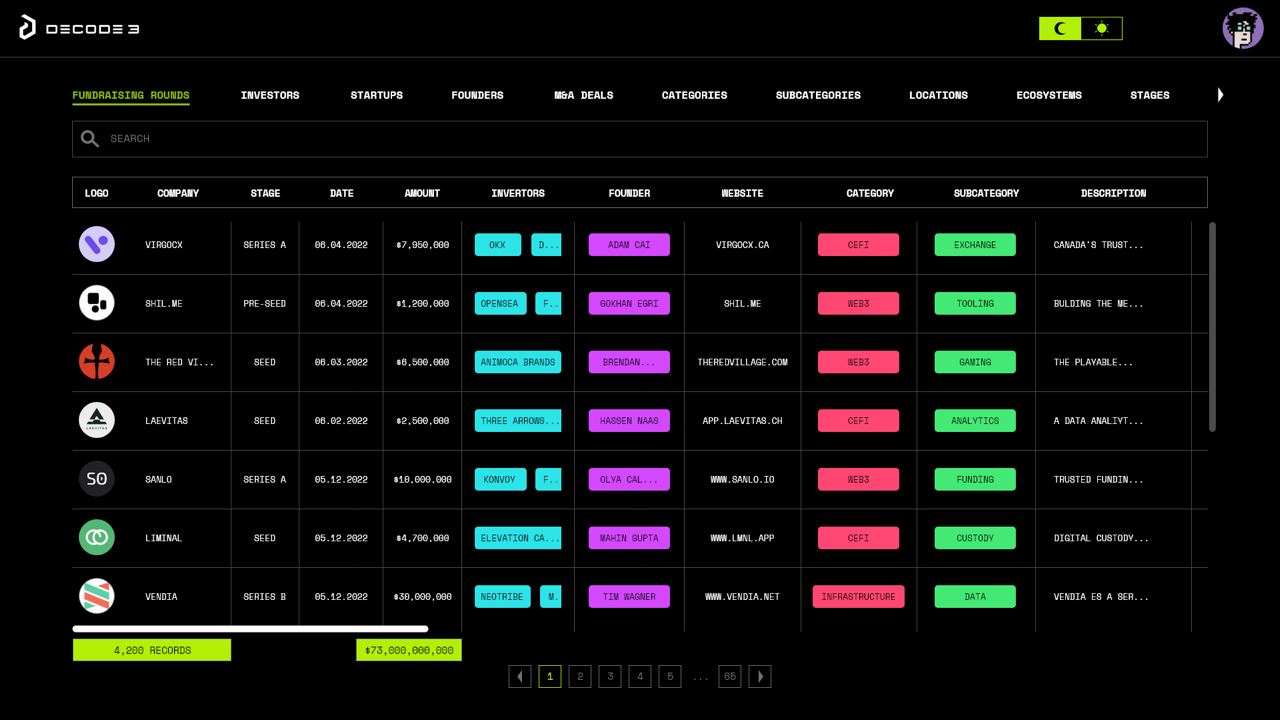 DECODE 3
FUNDRAISING ROUNDS INVESTORS STARTUPS FOUNDERS M&A DEALS CATEGORIES SUBCATEGORIES LOCATIONS ECOSYSTEMS STAGES
SEARCH
LOGO COMPANY STAGE DATE AMOUNT INVERTORS FOUNDER WEBSITE CATEGORY SUBCATEGORY DESCRIPTION
VIRGOCX SERIES A 06.04.2022 $7,950,000 OKX D... ADAM CAI VIRGOCX.CA CEFI EXCHANGE CANADA'S TRUST...
SHIL.ME PRE-SEED 06.04.2022 $1,200,000 OPENSEA F.. GOKHAN EGRI SHIL.ME WEB3 TOOLING BULDING THE ME...
THE RED VI... SEED 06.03.2022 $6,500,000 ANIMOCA BRANDS BRENDAN... THEREDVILLAGE.COM WEB3 GAMING THE PLAYABLE...
LAEVITAS LAEVITAS SEED 06.02.2022 $2,500,000 THREE ARROWS... HASSEN NAAS APP.LAEVITAS.CH CEFI ANALYTICS A DATA ANALIYT...
SO SANLO SERIES A 05.12.2022 $10,000,000 KONVOY F.. OLYA CAL... WWW.SANLO.IO WEB3 FUNDING TRUSTED FUNDIN...
LIMINAL SEED 05.12.2022 $4,700,000 ELEVATION CA... MAHIN GUPTA WWW.LMNL.APP CEFI CUSTODY DIGITAL CUSTODY...
VENDIA SERIES B 05.12.2022 $30,000,000 NEOTRIBE M. TIM WAGNER WWW.VENDIA.NET INFRASTRUCTURE DATA VENDIA ES A SER...
4,200 RECORDS $73,000,000,000
1 2 3 4 5 ... 65